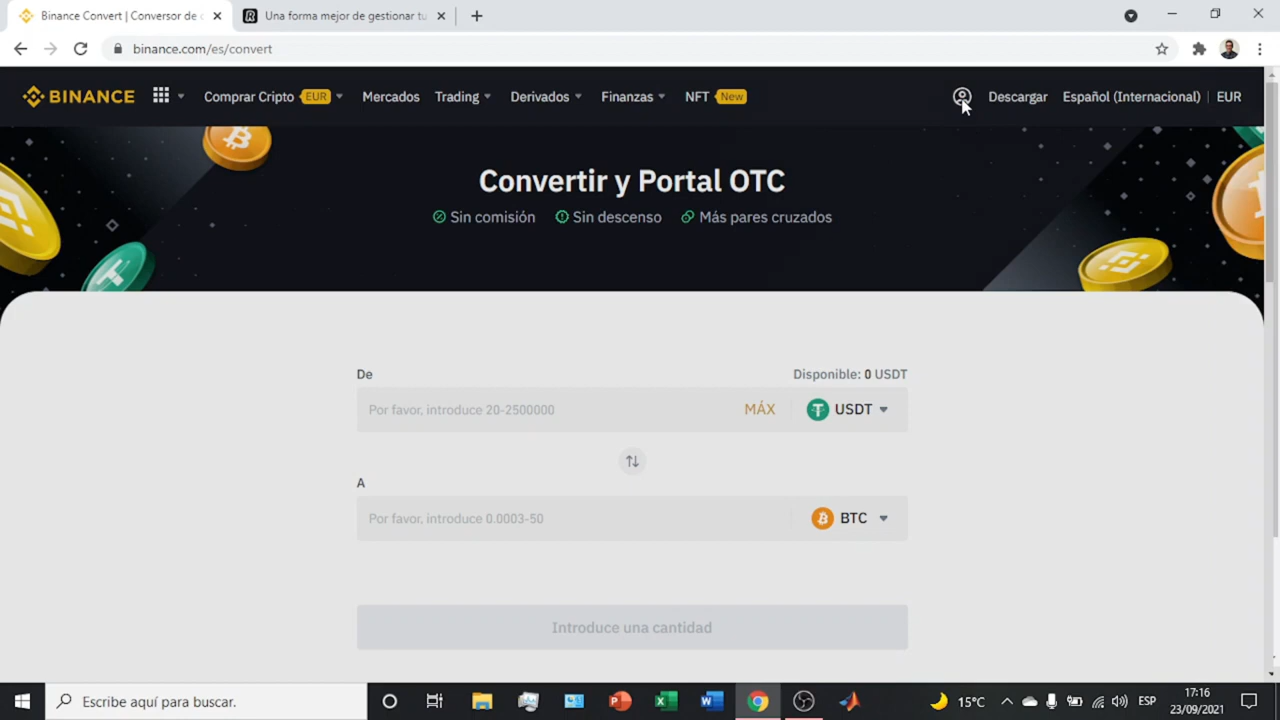 Binance Convert | Conversor de c
Una forma mejor de gestionar tu
binance.com/es/convert
BINANCE Comprar Cripto EUR Mercados Trading Derivados Finanzas NFT New Descargar Español (Internacional) | EUR
Convertir y Portal OTC
Sin comisión Sin descenso Más pares cruzados
De Disponible: 0 USDT
Por favor, introduce 20-2500000 MÁX USDT
A
Por favor, introduce 0.0003-50 BTC
Introduce una cantidad
Escribe aquí para buscar. 15°C ESP 17:16
23/09/2021